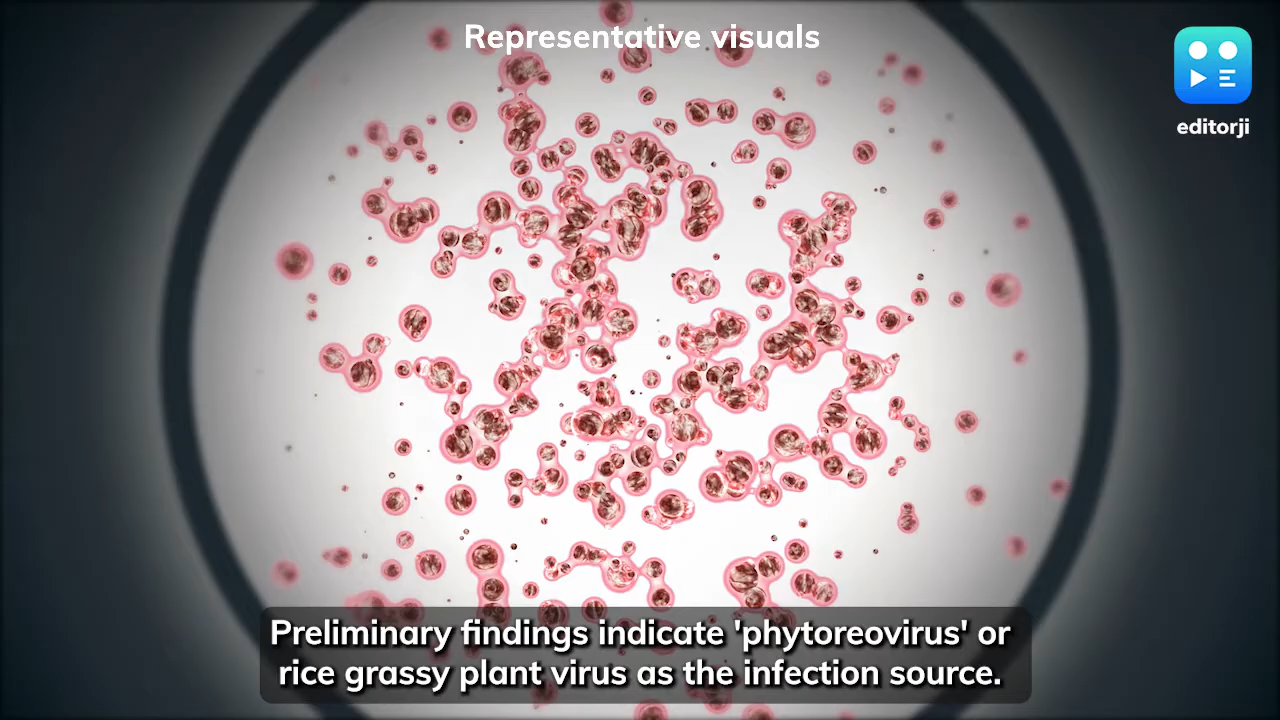 Representative visuals
editorji
Preliminary findings indicate 'phytoreovirus' or
rice grassy plant virus as the infection source.